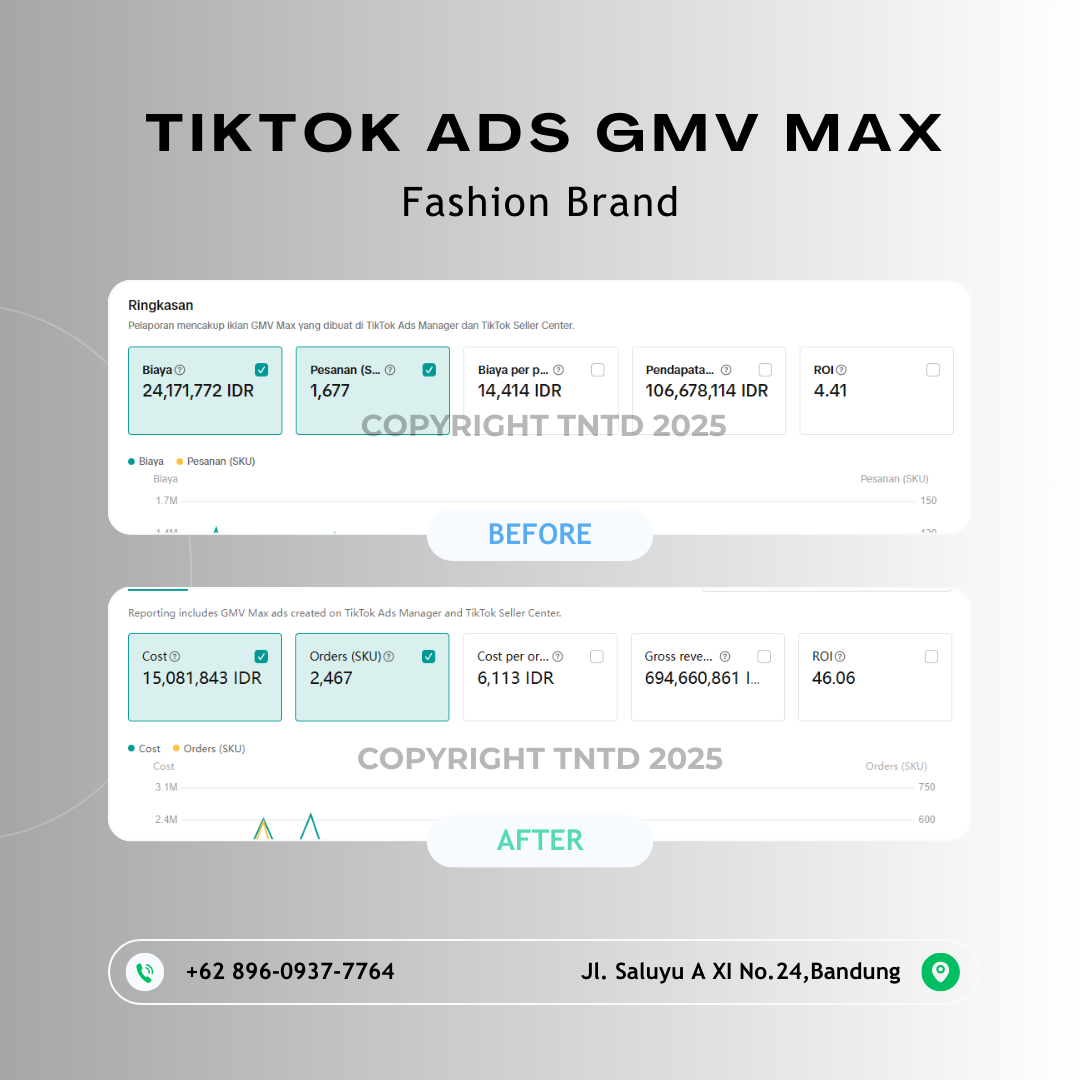 TIKTOK ADS GMV MAX
Fashion Brand
Ringkasan
Pelaporan mencakup iklan GMV Max yang dibuat di TikTok Ads Manager dan TikTok Seller Center.
Biaya Pesanan (S... Biaya per p... Pendapata... ROI
24,171,772 IDR 1,677 14,414 IDR 106,678,114 IDR 4.41
COPYRIGHT TNTD 2025
Biaya Pesanan (SKU)
Biaya Pesanan (SKU)
1.7M 150
BEFORE
Reporting includes GMV Max ads created on TikTok Ads Manager and TikTok Seller Center.
Cost Orders (SKU) Cost per or... Gross reve... ROI
15,081,843 IDR 2,467 6,113 IDR 694,660,861 I... 46.06
Cost Orders (SKU)
COPYRIGHT TNTD 2025
Cost Orders (SKU)
3.1M 750
2.4M 600
AFTER
+62 896-0937-7764 Jl. Saluyu A XI No.24,Bandung